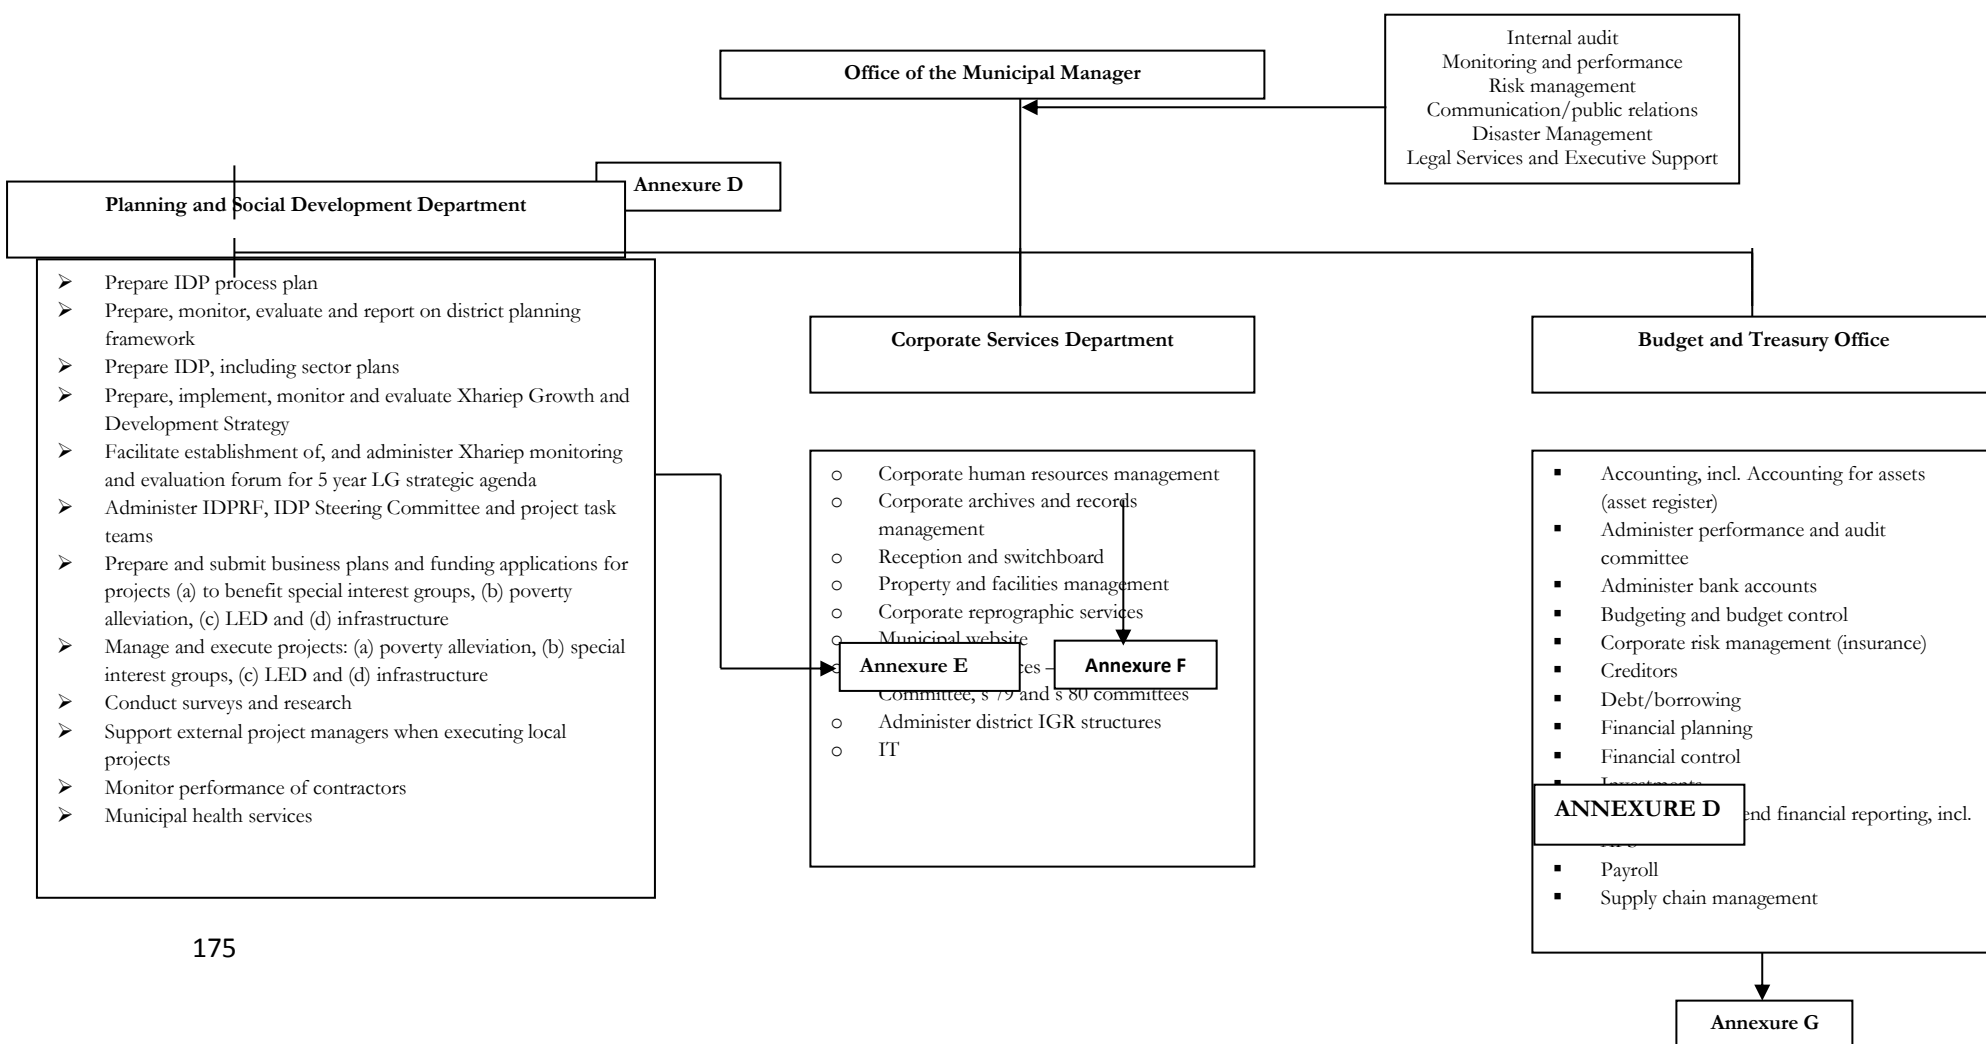 Office of the Municipal Manager
Internal audit
Monitoring and performance
Risk management
Communication/public relations
Disaster Management
Legal Services and Executive Support
Annexure D
Planning and Social Development Department
➢ Prepare IDP process plan
➢ Prepare, monitor, evaluate and report on district planning
framework
➢ Prepare IDP, including sector plans
➢ Prepare, implement, monitor and evaluate Xhariep Growth and
Development Strategy
➢ Facilitate establishment of, and administer Xhariep monitoring
and evaluation forum for 5 year LG strategic agenda
➢ Administer IDPRF, IDP Steering Committee and project task
teams
➢ Prepare and submit business plans and funding applications for
projects (a) to benefit special interest groups, (b) poverty
alleviation, (c) LED and (d) infrastructure
➢ Manage and execute projects: (a) poverty alleviation, (b) special
interest groups, (c) LED and (d) infrastructure
➢ Conduct surveys and research
➢ Support external project managers when executing local
projects
➢ Monitor performance of contractors
➢ Municipal health services
Corporate Services Department
o Corporate human resources management
o Corporate archives and records
management
o Reception and switchboard
o Property and facilities management
o Corporate reprographic services
o Municipal website
Annexure E
Annexure F
Committee, s 79 and s 80 committees
o Administer district IGR structures
o IT
Budget and Treasury Office
▪ Accounting, incl. Accounting for assets
(asset register)
▪ Administer performance and audit
committee
▪ Administer bank accounts
▪ Budgeting and budget control
▪ Corporate risk management (insurance)
▪ Creditors
▪ Debt/borrowing
▪ Financial planning
▪ Financial control
▪ Investments
ANNEXURE D
end financial reporting, incl.
▪ Payroll
▪ Supply chain management
Annexure G
175